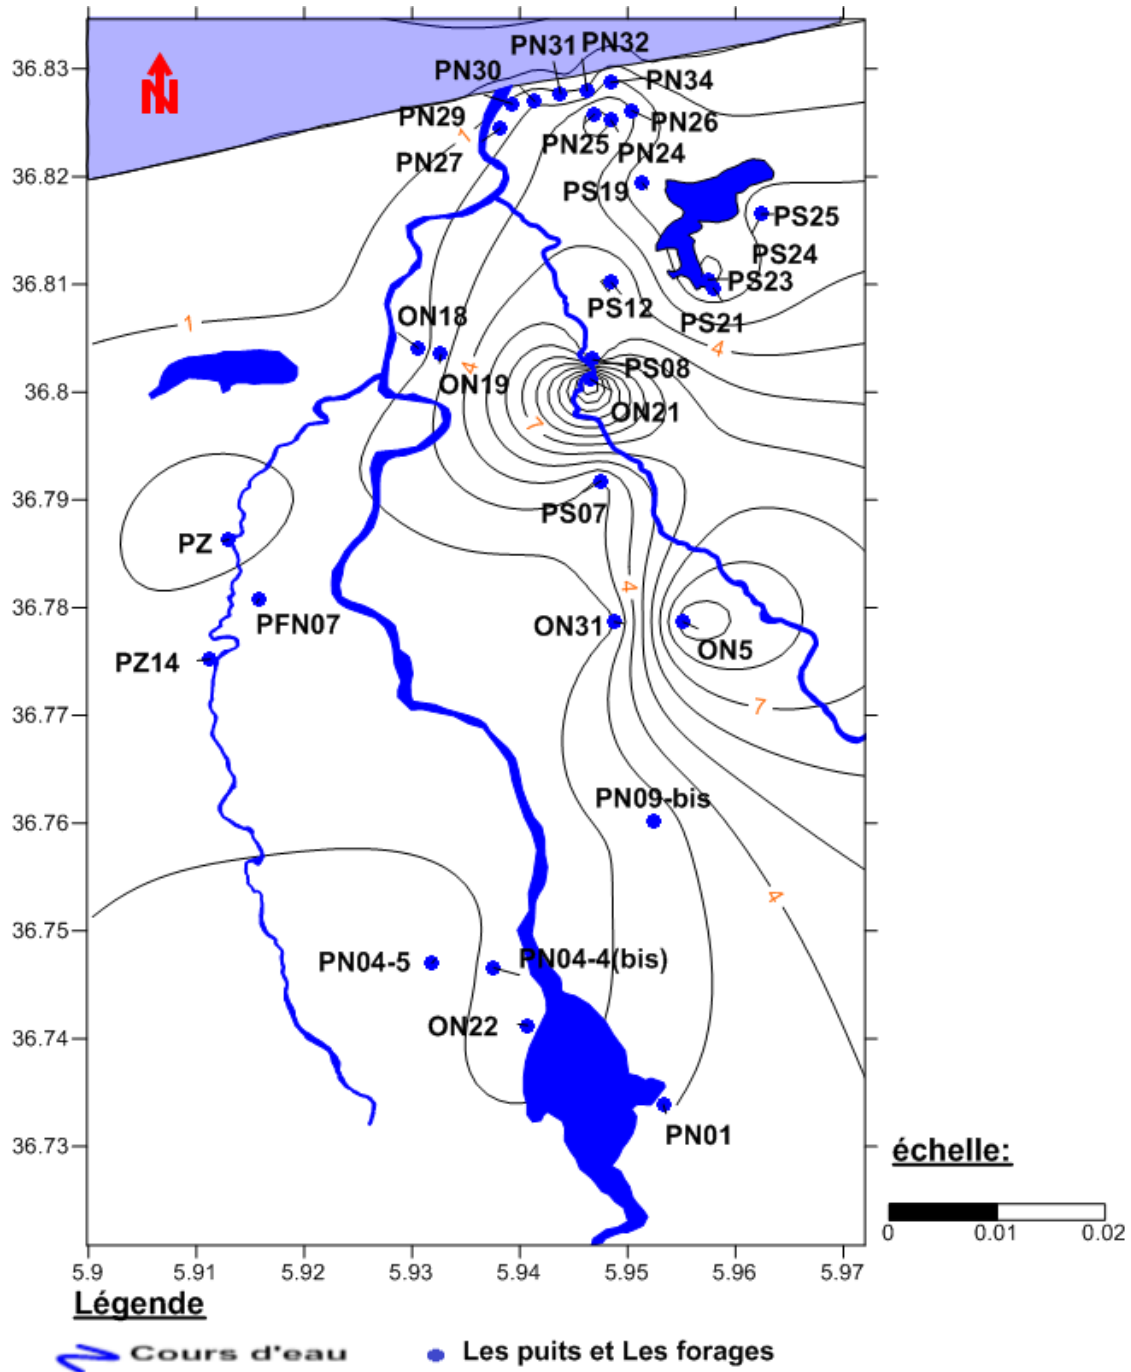 36.83
36.82
36.81
36.8
36.79
36.78
36.77
36.76
36.75
36.74
36.73
N
PN31
PN32
PN30
PN34
PN29
PN26
PN25
PN24
PN27
1
PS19
PS25
PS24
PS23
PS12
PS21
1
ON18
4
PS08
4
ON19
ON21
7
PS07
PZ
4
PFN07
ON31
ON5
PZ14
7
PN09-bis
4
PN04-5
PN04-4(bis)
ON22
PN01
échelle:
0 0.01 0.02
5.9 5.91 5.92 5.93 5.94 5.95 5.96 5.97
Légende
Cours d'eau
Les puits et Les forages